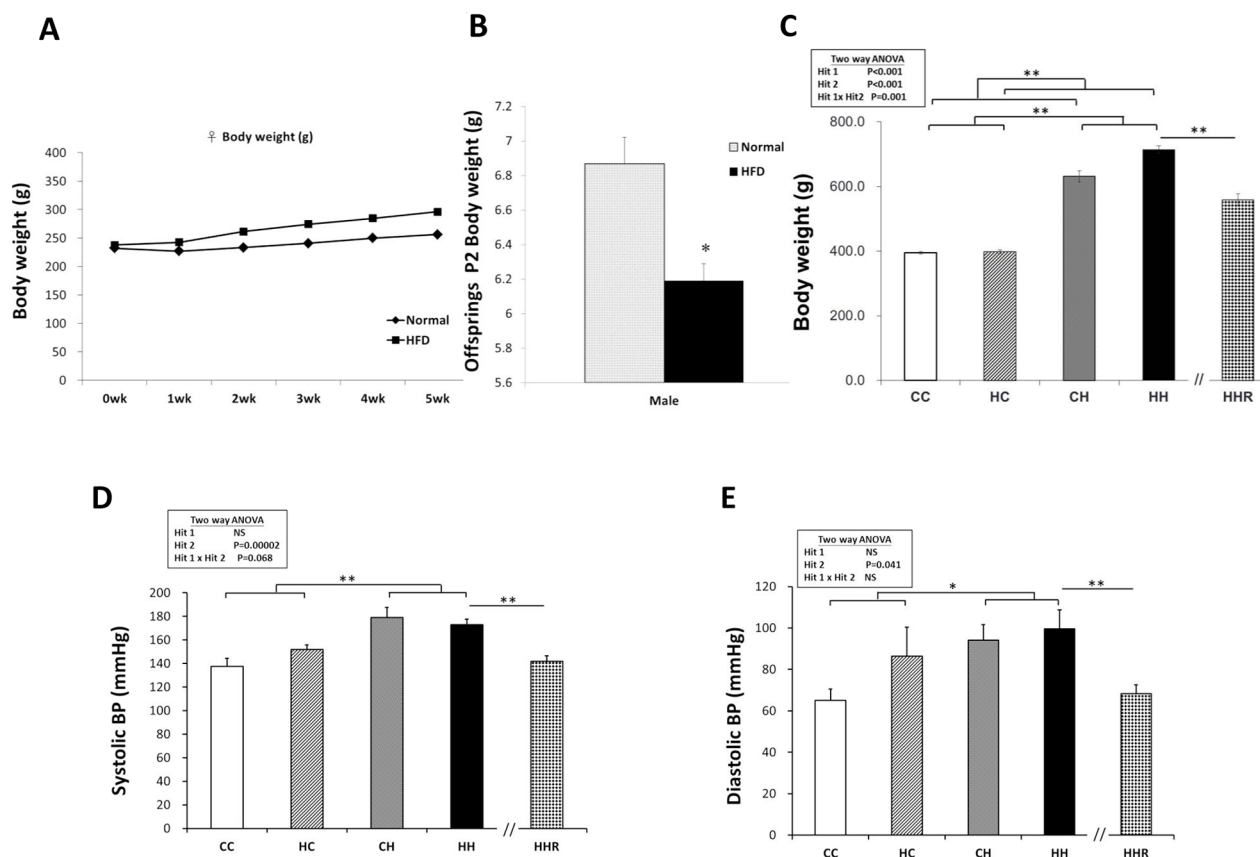 A
♀ Body weight (g)
Body weight (g)
400
350
300
250
200
150
100
50
0
Normal
HFD
0wk 1wk 2wk 3wk 4wk 5wk
B
Offsprings P2 Body weight (g)
7.2
7
6.8
6.6
6.4
6.2
6
5.8
5.6
Normal
HFD
*
Male
C
Two way ANOVA
Hit 1 P<0.001
Hit 2 P<0.001
Hit 1x Hit2 P=0.001
**
**
**
Body weight (g)
800.0
600.0
400.0
200.0
0.0
CC HC CH HH // HHR
D
Two way ANOVA
Hit 1 NS
Hit 2 P=0.00002
Hit 1 x Hit 2 P=0.068
**
**
Systolic BP (mmHg)
200
180
160
140
120
100
80
60
40
20
0
CC HC CH HH // HHR
E
Two way ANOVA
Hit 1 NS
Hit 2 P=0.041
Hit 1 x Hit 2 NS
*
**
Diastolic BP (mmHg)
120
100
80
60
40
20
0
CC HC CH HH // HHR